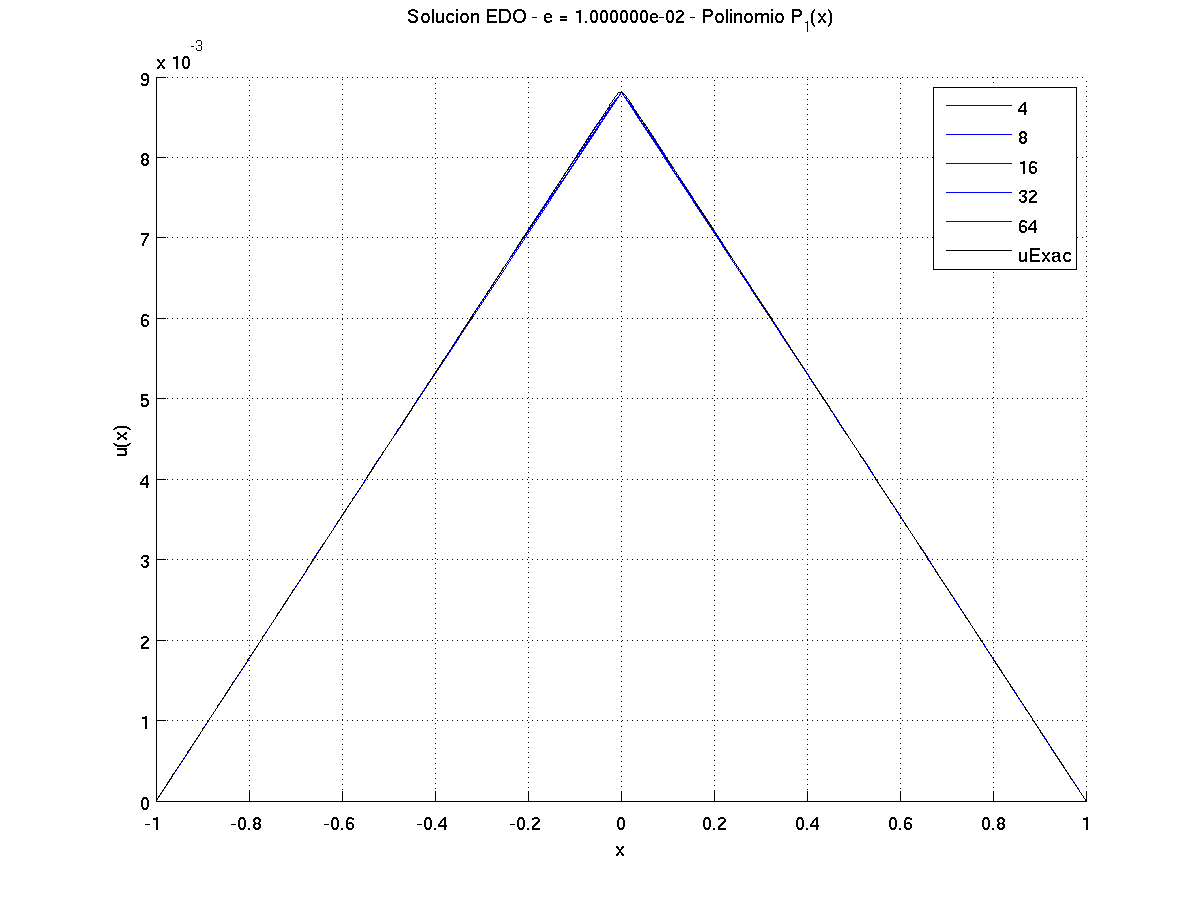 Solucion EDO - e = 1.000000e-02 - Polinomio P_1(x)
x 10^-3
9
8
7
6
5
4
3
2
1
0
u(x)
-1 -0.8 -0.6 -0.4 -0.2 0 0.2 0.4 0.6 0.8 1
x
4
8
16
32
64
uExac